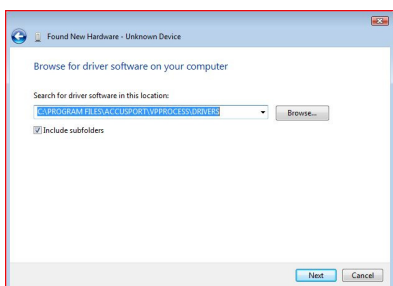 Found New Hardware - Unknown Device
Browse for driver software on your computer
Search for driver software in this location:
C:\PROGRAM FILES\ACCUSPORT\VPPROCESS\DRIVERS
Browse...
Include subfolders
Next
Cancel